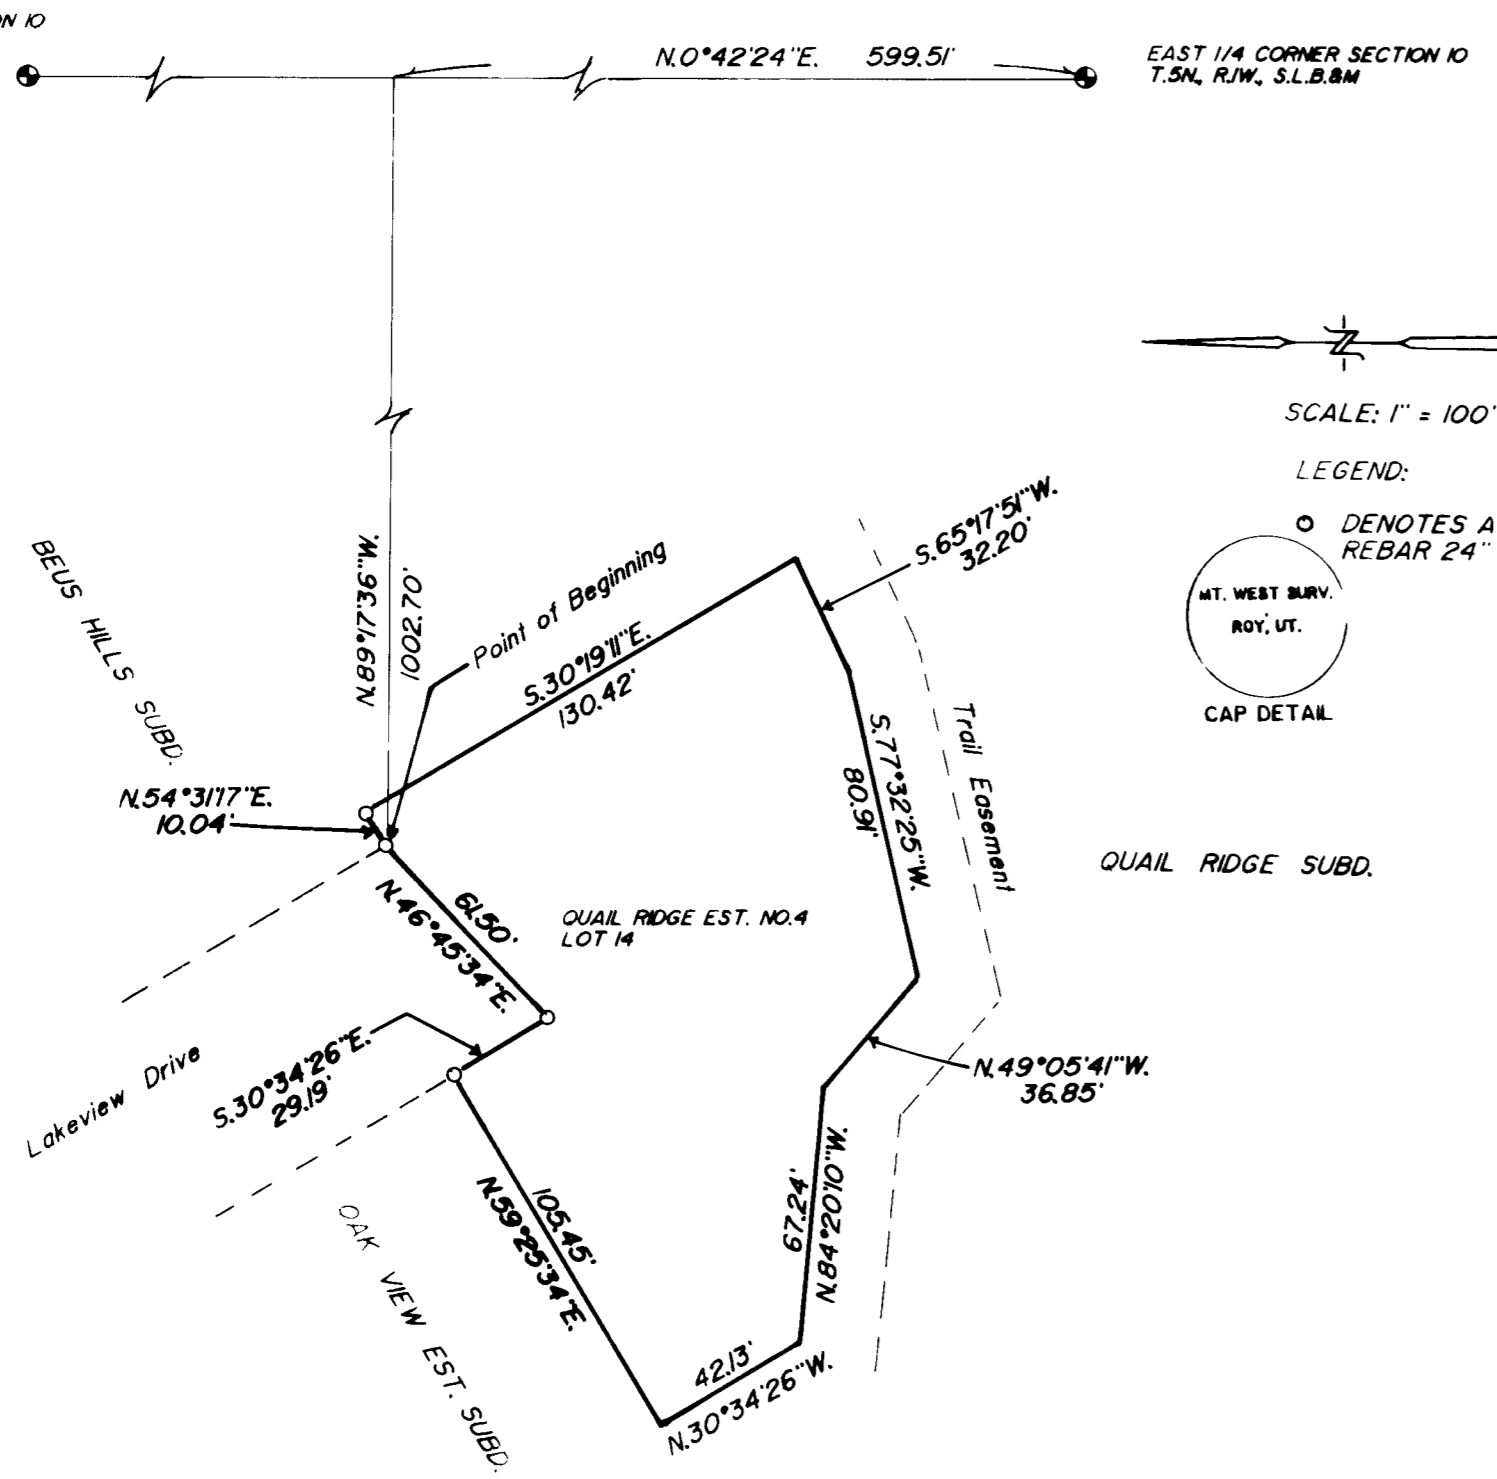 ON 10
N.0°42'24"E. 599.51'
EAST 1/4 CORNER SECTION 10
T.5N., R.1W., S.L.B.&M
SCALE: 1" = 100'
LEGEND:
DENOTES A
REBAR 24"
MT. WEST SURV.
ROY, UT.
CAP DETAIL
BEUS HILLS SUBD.
N.89°17'36"W.
1002.70'
Point of Beginning
S.30°19'11"E.
130.42'
S.65°17'51"W.
32.20'
S.77°32'25"W.
80.91'
Trail Easement
N.54°31'17"E.
10.04'
61.50'
N.46°45'34"E.
QUAIL RIDGE EST. NO.4
LOT 14
QUAIL RIDGE SUBD.
Lakeview Drive
S.30°34'26"E.
29.19'
N.49°05'41"W.
36.85'
105.45'
N.59°25'34"E.
67.24'
N.84°20'10"W.
OAK VIEW EST. SUBD.
42.13'
N.30°34'26"W.